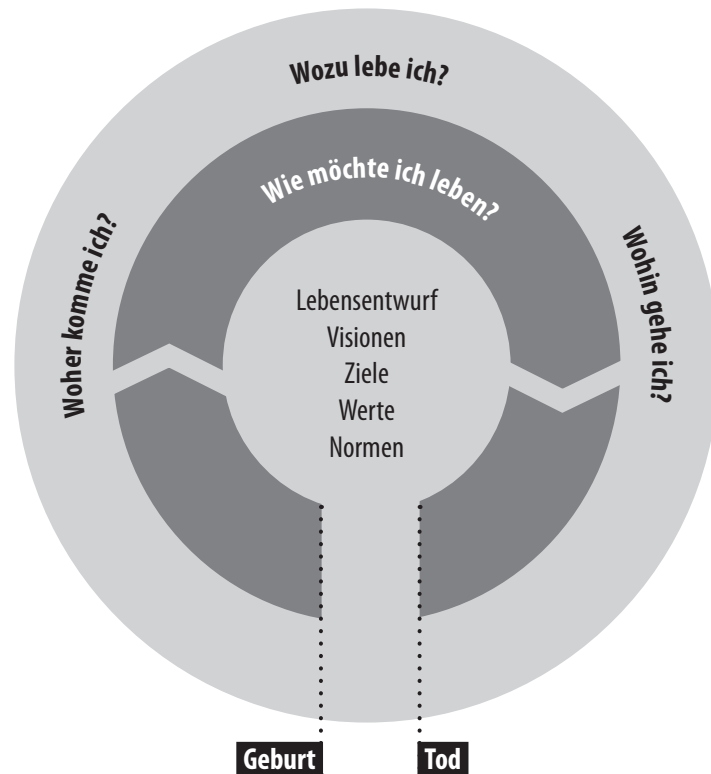 Wozu lebe ich?
Wie möchte ich leben?
Woher komme ich?
Wohin gehe ich?
Lebensentwurf
Visionen
Ziele
Werte
Normen
Geburt
Tod